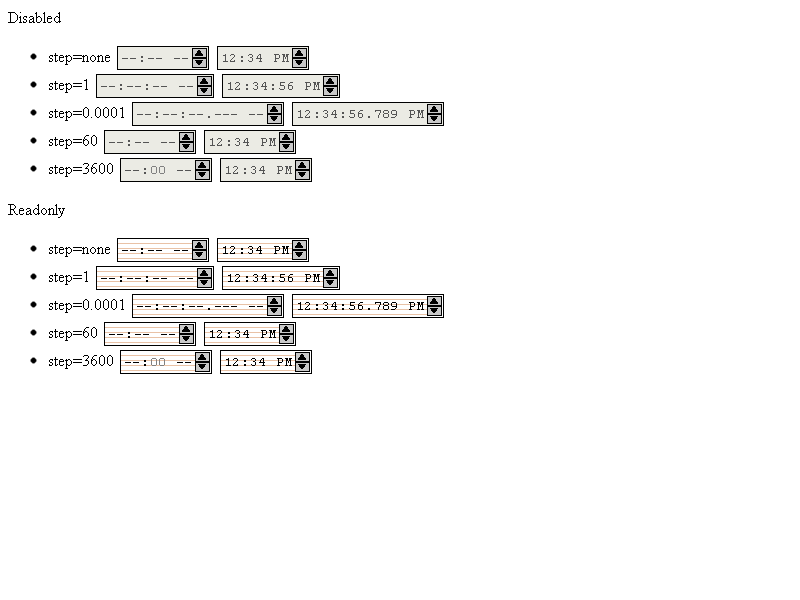 Disabled
step=none --:-- -- 12:34 PM
step=1 --:--:-- -- 12:34:56 PM
step=0.0001 --:--:--.--- -- 12:34:56.789 PM
step=60 --:-- -- 12:34 PM
step=3600 --:00 -- 12:34 PM
Readonly
step=none --:-- -- 12:34 PM
step=1 --:--:-- -- 12:34:56 PM
step=0.0001 --:--:--.--- -- 12:34:56.789 PM
step=60 --:-- -- 12:34 PM
step=3600 --:00 -- 12:34 PM